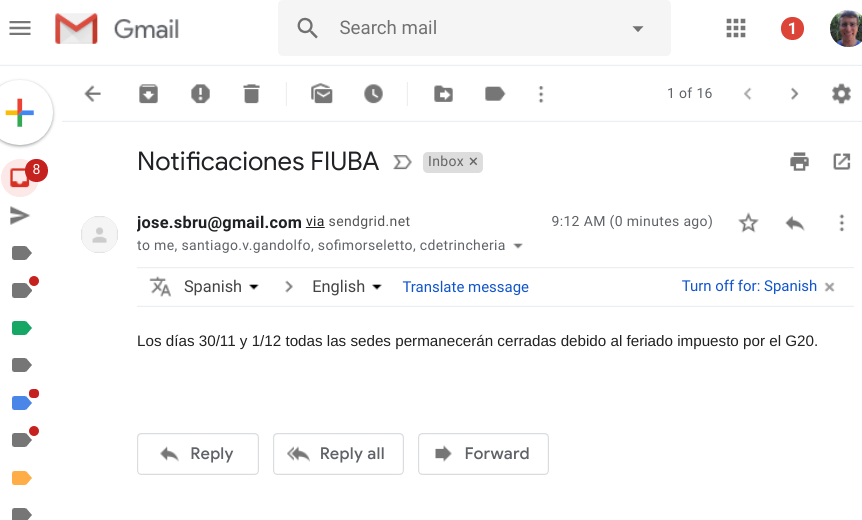 Gmail
Search mail
1
1 of 16
8
Notificaciones FIUBA Inbox ×
jose.sbru@gmail.com via sendgrid.net 9:12 AM (0 minutes ago)
to me, santiago.v.gandolfo, sofimorseletto, cdetrincheria
Spanish > English Translate message Turn off for: Spanish ×
Los días 30/11 y 1/12 todas las sedes permanecerán cerradas debido al feriado impuesto por el G20.
Reply Reply all Forward